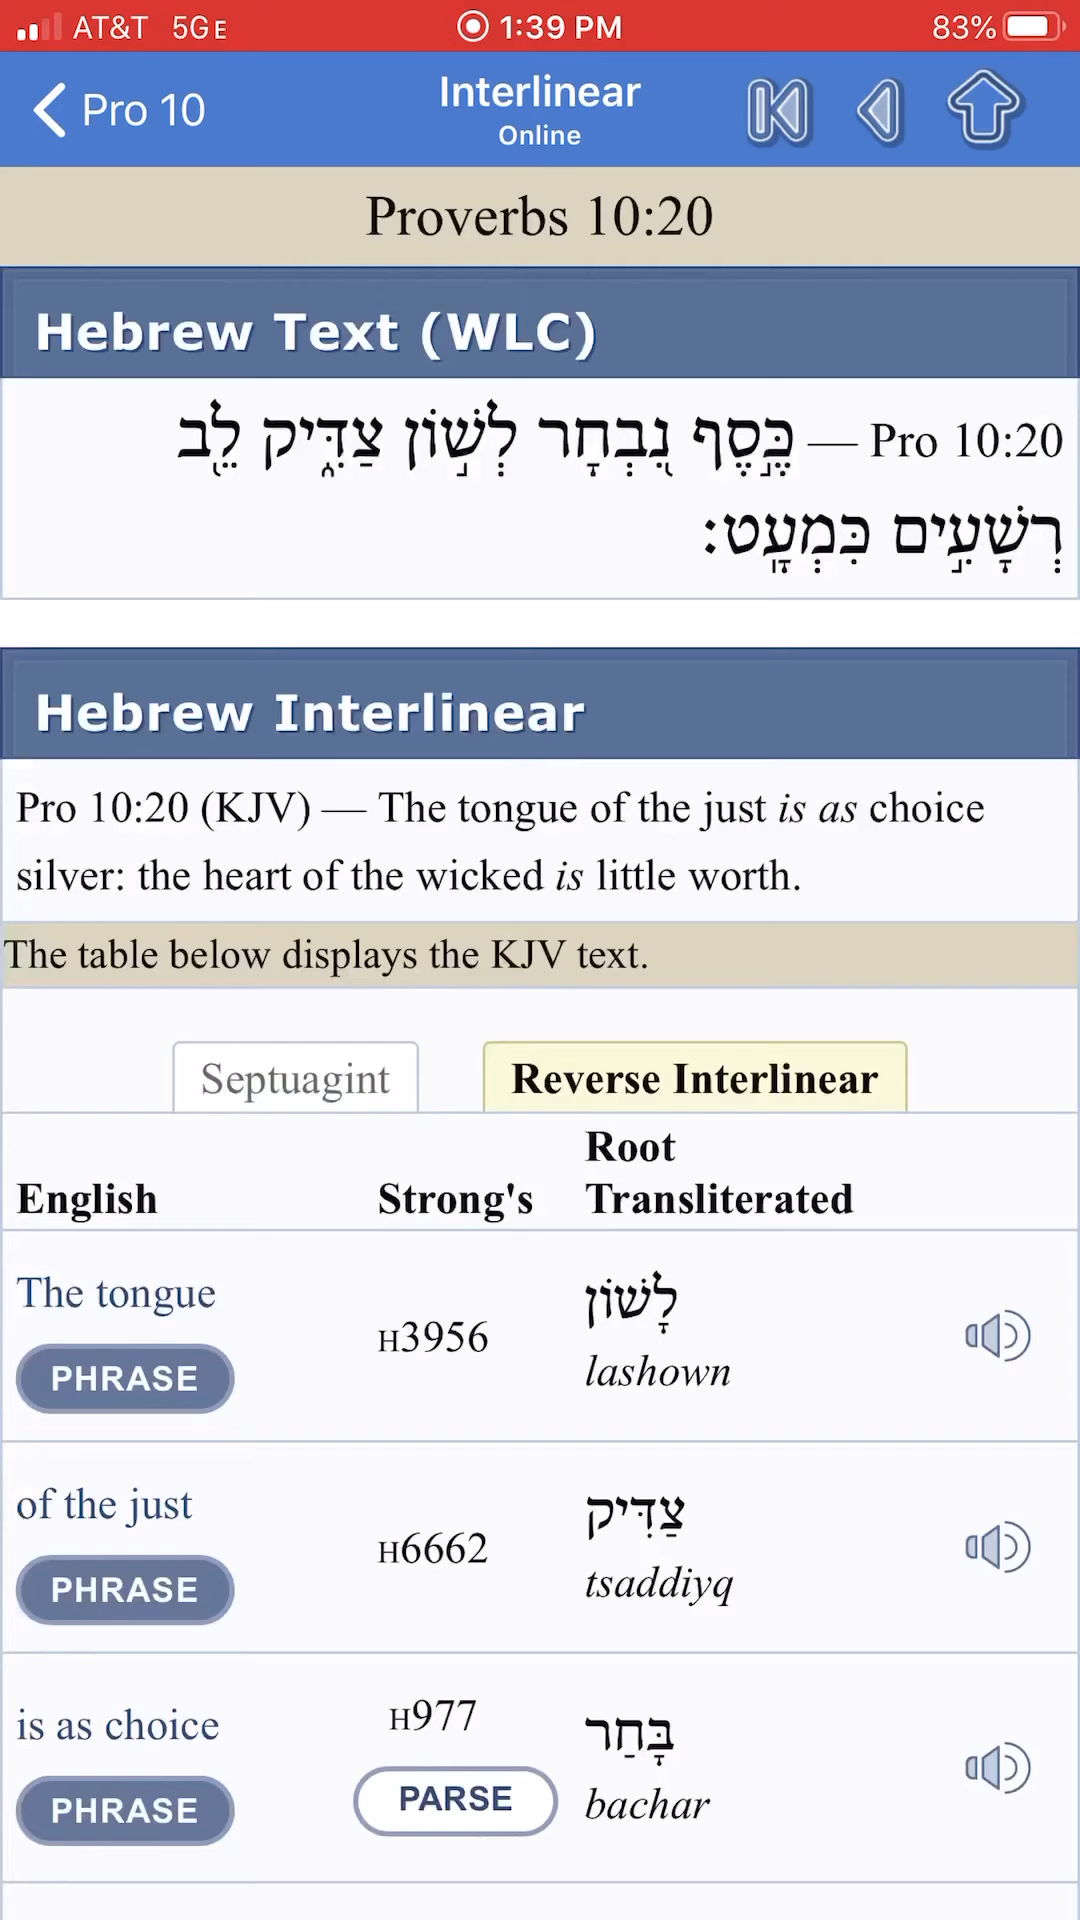 AT&T 5GE 1:39 PM 83%
Pro 10 Interlinear
Online
Proverbs 10:20
Hebrew Text (WLC)
Pro 10:20 — כֶּ֣סֶף נִ֭בְחָר לְשׁ֣וֹן צַדִּ֑יק לֵ֖ב
רְשָׁעִ֣ים כִּמְעָֽט׃
Hebrew Interlinear
Pro 10:20 (KJV) — The tongue of the just is as choice
silver: the heart of the wicked is little worth.
The table below displays the KJV text.
Septuagint Reverse Interlinear
English Strong's Root
Transliterated
The tongue H3956 לָשׁוֹן
PHRASE lashown
of the just H6662 צַדִּיק
PHRASE tsaddiyq
is as choice H977 בָּחַר
PHRASE PARSE bachar